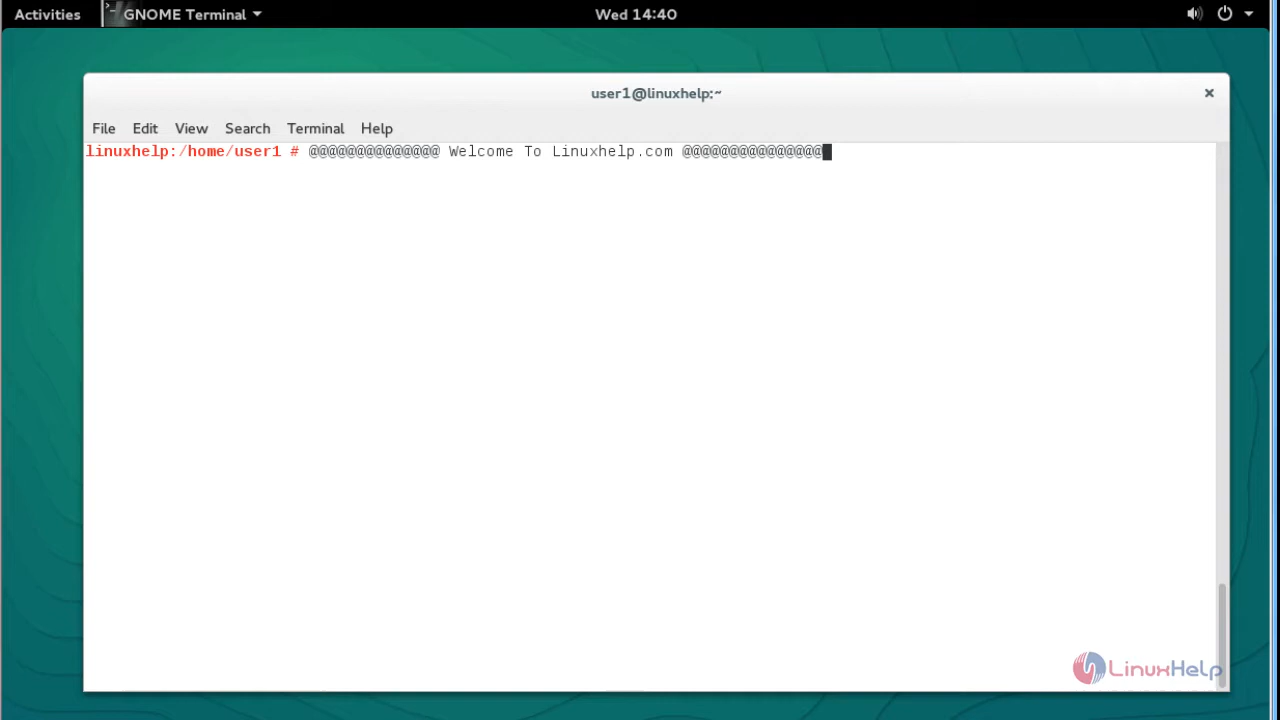 Activities GNOME Terminal Wed 14:40
user1@linuxhelp:~ ×
File Edit View Search Terminal Help
linuxhelp:/home/user1 # @@@@@@@@@@@@@@ Welcome To Linuxhelp.com @@@@@@@@@@@@@@@
LinuxHelp